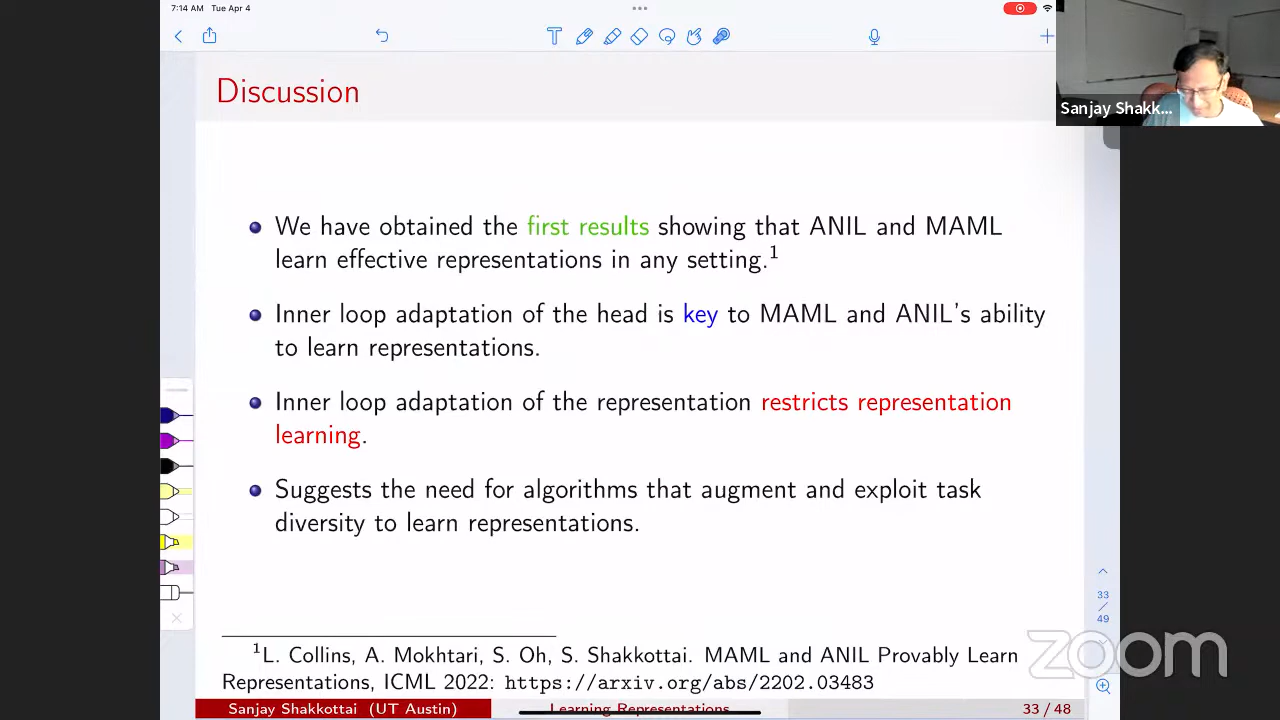 7:14 AM Tue Apr 4
Discussion
Sanjay Shakk...
We have obtained the first results showing that ANIL and MAML
learn effective representations in any setting.1
Inner loop adaptation of the head is key to MAML and ANIL's ability
to learn representations.
Inner loop adaptation of the representation restricts representation
learning.
Suggests the need for algorithms that augment and exploit task
diversity to learn representations.
33
/
49
1L. Collins, A. Mokhtari, S. Oh, S. Shakkottai. MAML and ANIL Provably Learn
Representations, ICML 2022: https://arxiv.org/abs/2202.03483
zoom
Sanjay Shakkottai (UT Austin) Learning Representations 33 / 48